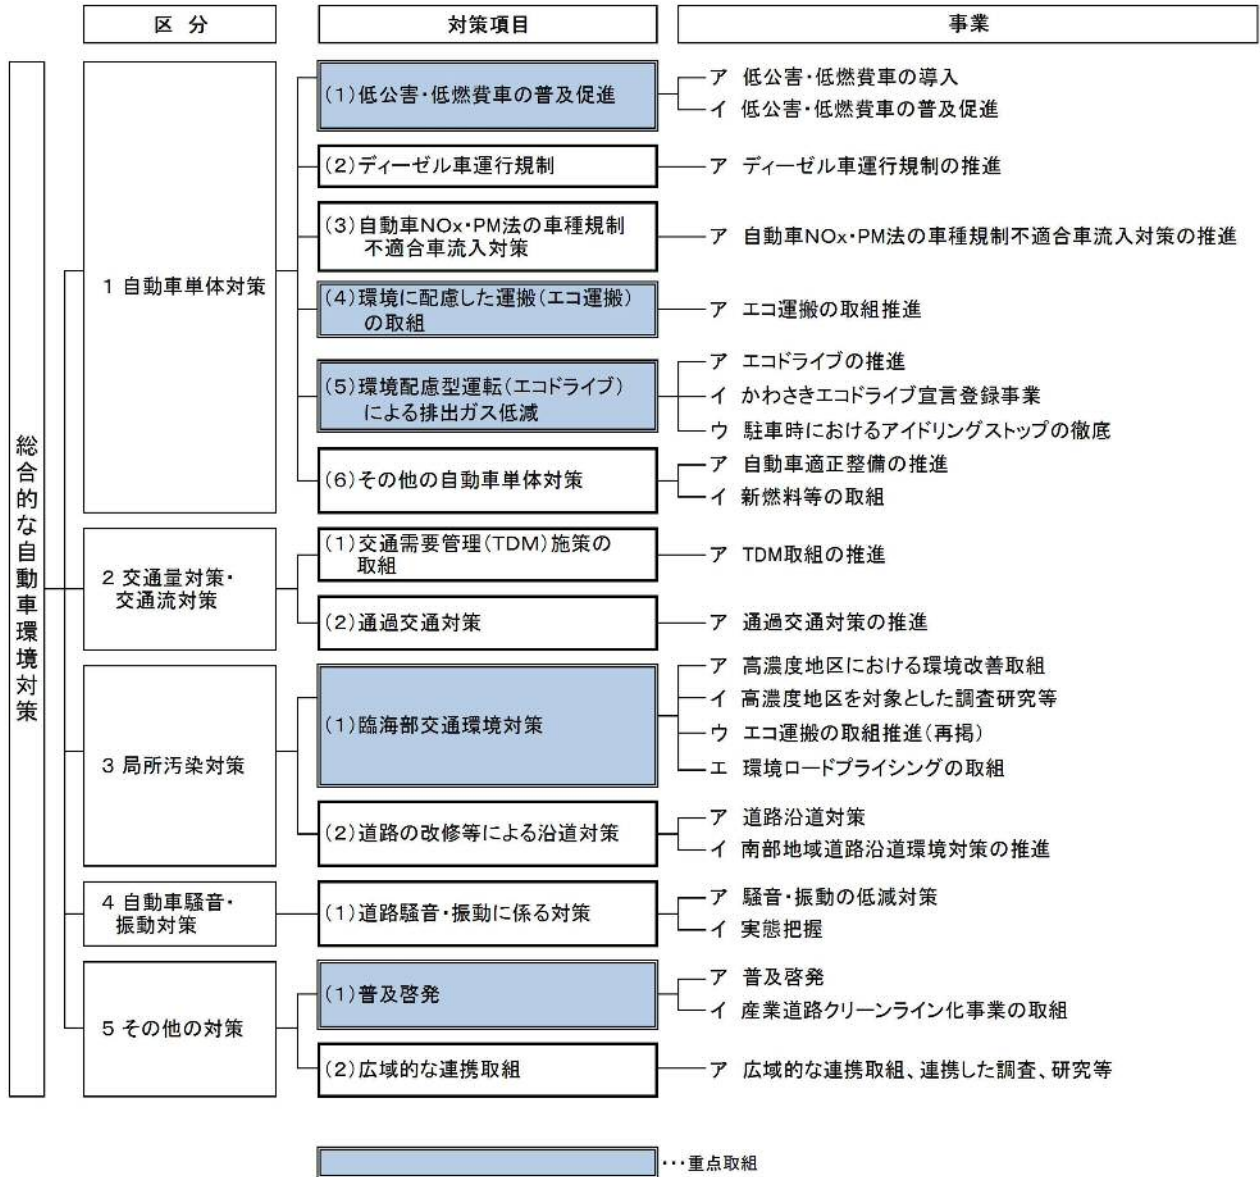 区 分
対策項目
事業
総合的な自動車環境対策
1 自動車単体対策
(1)低公害・低燃費車の普及促進
ア 低公害・低燃費車の導入
イ 低公害・低燃費車の普及促進
(2)ディーゼル車運行規制
ア ディーゼル車運行規制の推進
(3)自動車NOx・PM法の車種規制
不適合車流入対策
ア 自動車NOx・PM法の車種規制不適合車流入対策の推進
(4)環境に配慮した運搬(エコ運搬)
の取組
ア エコ運搬の取組推進
(5)環境配慮型運転(エコドライブ)
による排出ガス低減
ア エコドライブの推進
イ かわさきエコドライブ宣言登録事業
ウ 駐車時におけるアイドリングストップの徹底
(6)その他の自動車単体対策
ア 自動車適正整備の推進
イ 新燃料等の取組
2 交通量対策・
交通流対策
(1)交通需要管理(TDM)施策の
取組
ア TDM取組の推進
(2)通過交通対策
ア 通過交通対策の推進
3 局所汚染対策
(1)臨海部交通環境対策
ア 高濃度地区における環境改善取組
イ 高濃度地区を対象とした調査研究等
ウ エコ運搬の取組推進(再掲)
エ 環境ロードプライシングの取組
(2)道路の改修等による沿道対策
ア 道路沿道対策
イ 南部地域道路沿道環境対策の推進
4 自動車騒音・
振動対策
(1)道路騒音・振動に係る対策
ア 騒音・振動の低減対策
イ 実態把握
5 その他の対策
(1)普及啓発
ア 普及啓発
イ 産業道路クリーンライン化事業の取組
(2)広域的な連携取組
ア 広域的な連携取組、連携した調査、研究等
･･･重点取組